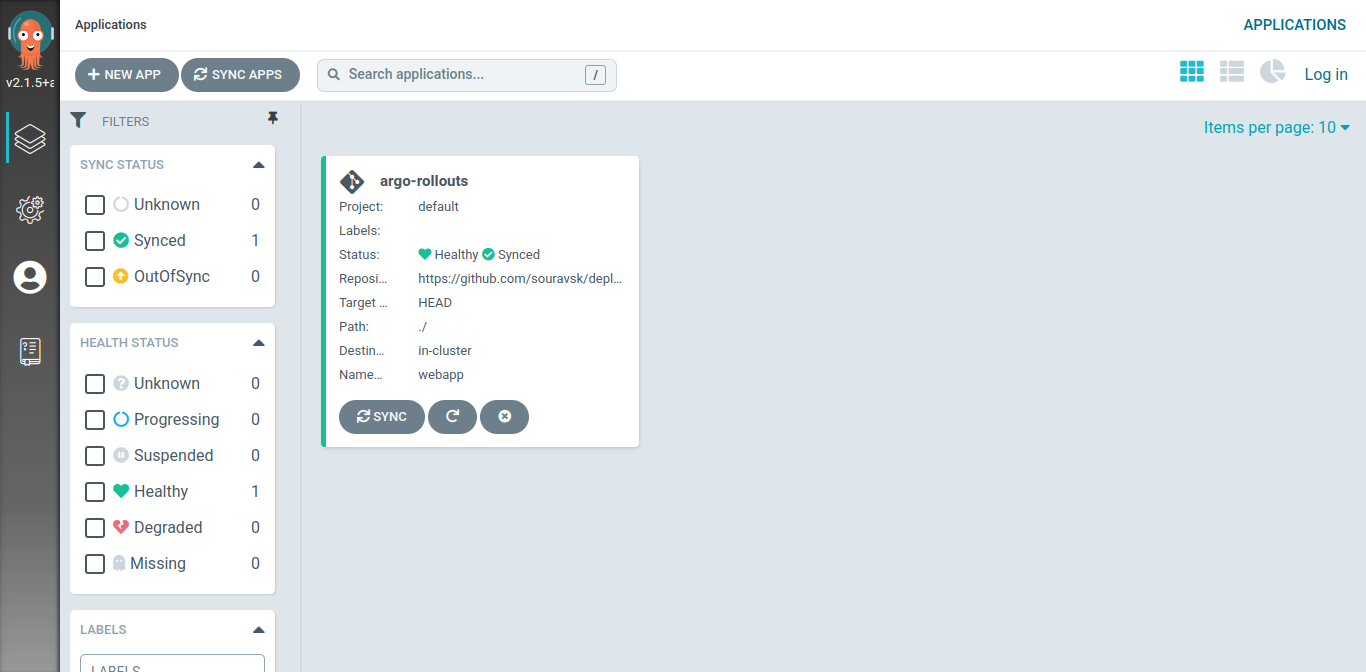 Applications
APPLICATIONS
v2.1.5+a
NEW APP
SYNC APPS
Search applications...
/
Log in
FILTERS
Items per page: 10
SYNC STATUS
Unknown 0
Synced 1
OutOfSync 0
HEALTH STATUS
Unknown 0
Progressing 0
Suspended 0
Healthy 1
Degraded 0
Missing 0
LABELS
LABELS
argo-rollouts
Project: default
Labels:
Status: Healthy Synced
Reposi... https://github.com/souravsk/depl...
Target ... HEAD
Path: ./
Destin... in-cluster
Name... webapp
SYNC